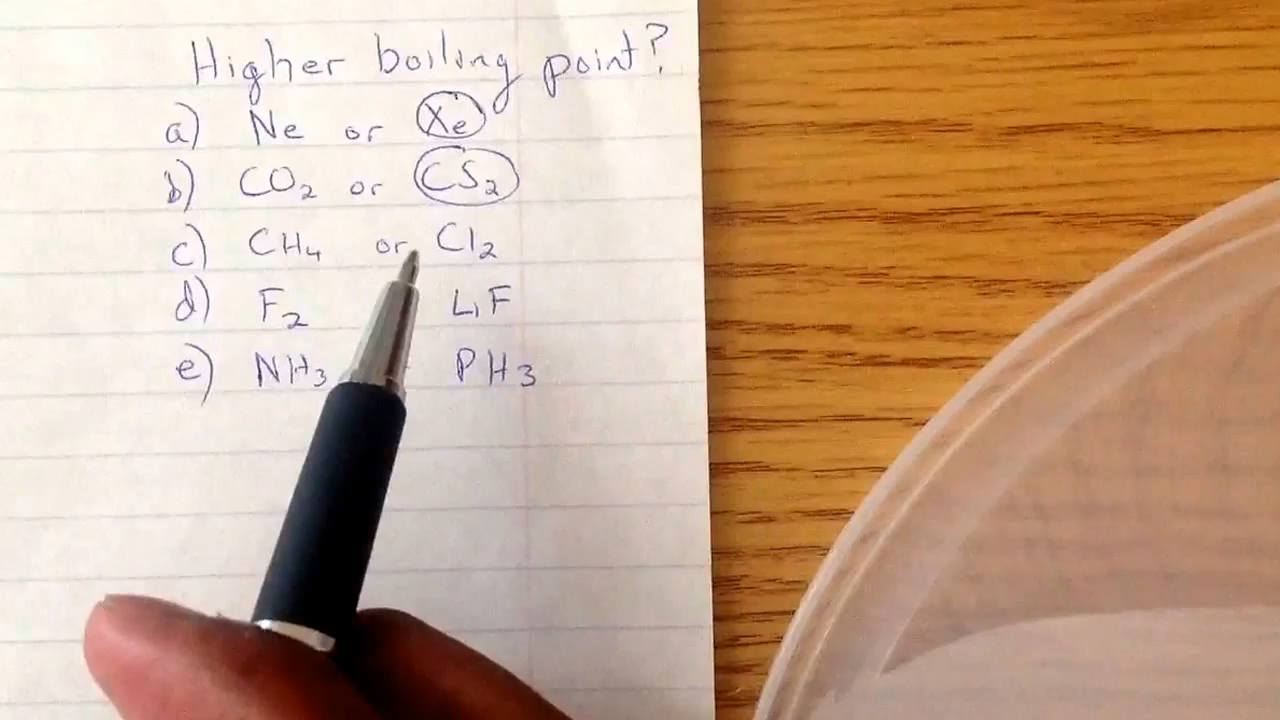 Higher boiling point?
a) Ne or Xe
b) CO₂ or CS₂
c) CH₄ or Cl₂
d) F₂ LiF
e) NH₃ PH₃